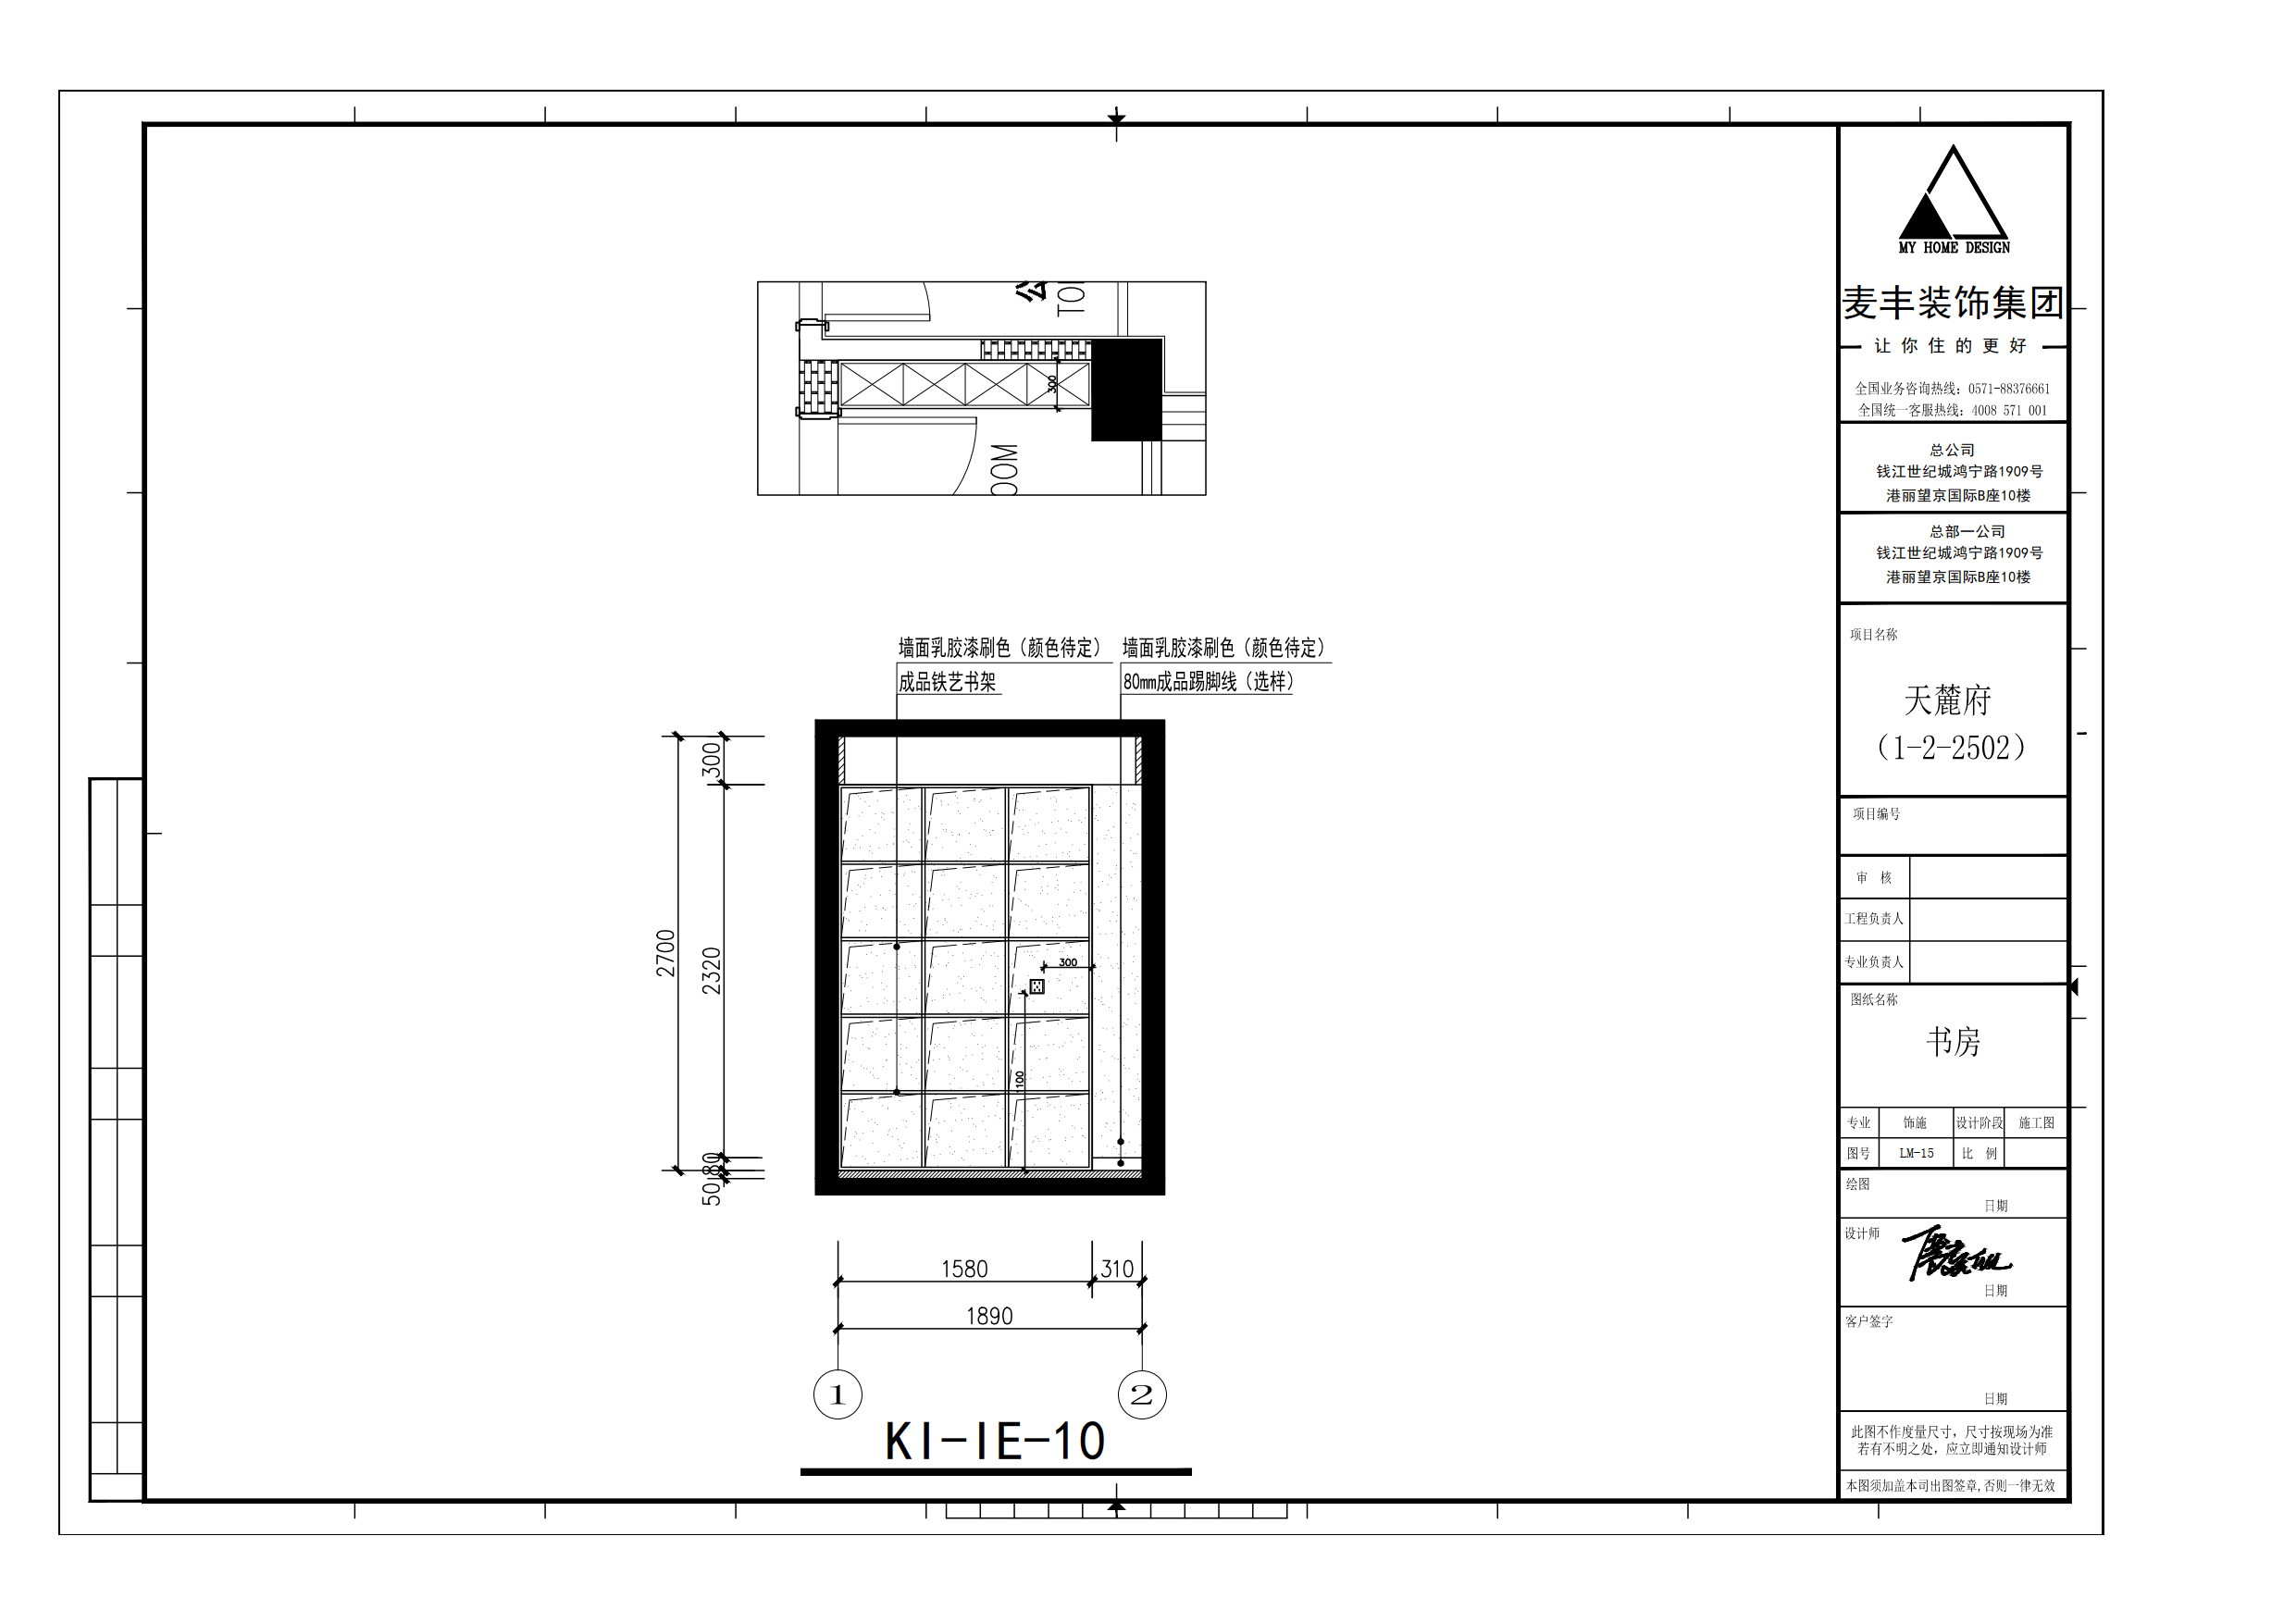 公
TO
300
OOM
墙面乳胶漆刷色（颜色待定）
成品铁艺书架
墙面乳胶漆刷色（颜色待定）
80mm成品踢脚线（选样）
300
2700
2320
80
50
300
1100
1580
310
1890
1
2
KI-IE-10
MY HOME DESIGN
麦丰装饰集团
让你住的更好
全国业务咨询热线：0571-88376661
全国统一客服热线：4008 571 001
总公司
钱江世纪城鸿宁路1909号
港丽望京国际B座10楼
总部一公司
钱江世纪城鸿宁路1909号
港丽望京国际B座10楼
项目名称
天麓府
（1-2-2502）
项目编号
审 核
工程负责人
专业负责人
图纸名称
书房
专业 饰施 设计阶段 施工图
图号 LM-15 比 例
绘图
日期
设计师
日期
客户签字
日期
此图不作度量尺寸，尺寸按现场为准
若有不明之处，应立即通知设计师
本图须加盖本司出图签章,否则一律无效